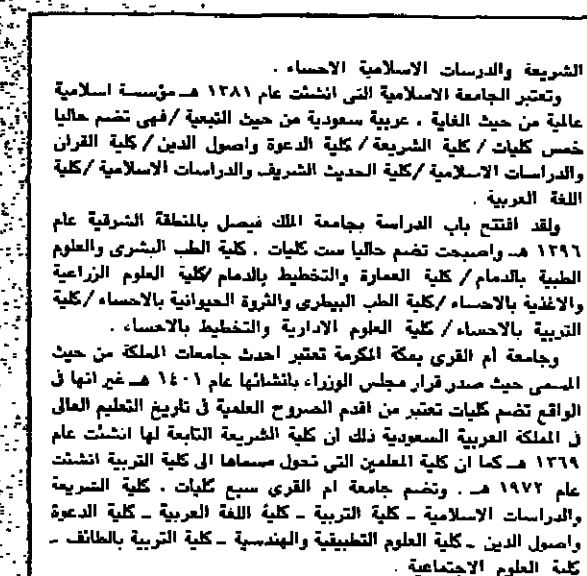 الشريعة والدرسات الاسلامية الاحساء .
وتعتبر الجامعة الاسلامية التى انشئت عام ١٣٨١ هـ مؤسسة اسلامية
عالمية من حيث الغاية . عربية سعودية من حيث التبعية /فهى تضم حاليا
خمس كليات / كلية الشريعة / كلية الدعوة واصول الدين / كلية القران
والدراسات الاسلامية /كلية الحديث الشريف والدراسات الاسلامية /كلية
اللغة العربية .
ولقد افتتح باب الدراسة بجامعة الملك فيصل بالمنطقة الشرقية عام
١٣٩٦ هـ واصبحت تضم حاليا ست كليات . كلية الطب البشرى والعلوم
الطبية بالدمام / كلية العمارة والتخطيط بالدمام /كلية العلوم الزراعية
والاغذية بالاحساء /كلية الطب البيطرى والثروة الحيوانية بالاحساء /كلية
التربية بالاحساء / كلية العلوم الادارية والتخطيط بالاحساء .
وجامعة أم القرى بمكة المكرمة تعتبر احدث جامعات المملكة من حيث
المسمى حيث صدر قرار مجلس الوزراء بانشائها عام ١٤٠١ هـ غير انها فى
الواقع تضم كليات تعتبر من اقدم الصروح العلمية فى تاريخ التعليم العالى
فى المملكة العربية السعودية ذلك ان كلية الشريعة التابعة لها انشئت عام
١٣٦٩ هـ كما ان كلية المعلمين التى تحول مسماها الى كلية التربية انشئت
عام ١٩٧٢ هـ . وتضم جامعة ام القرى سبع كليات . كلية الشريعة
والدراسات الاسلامية ـ كلية التربية ـ كلية اللغة العربية ـ كلية الدعوة
واصول الدين ـ كلية العلوم التطبيقية والهندسية ـ كلية التربية بالطائف ـ
كلية العلوم الاجتماعية .